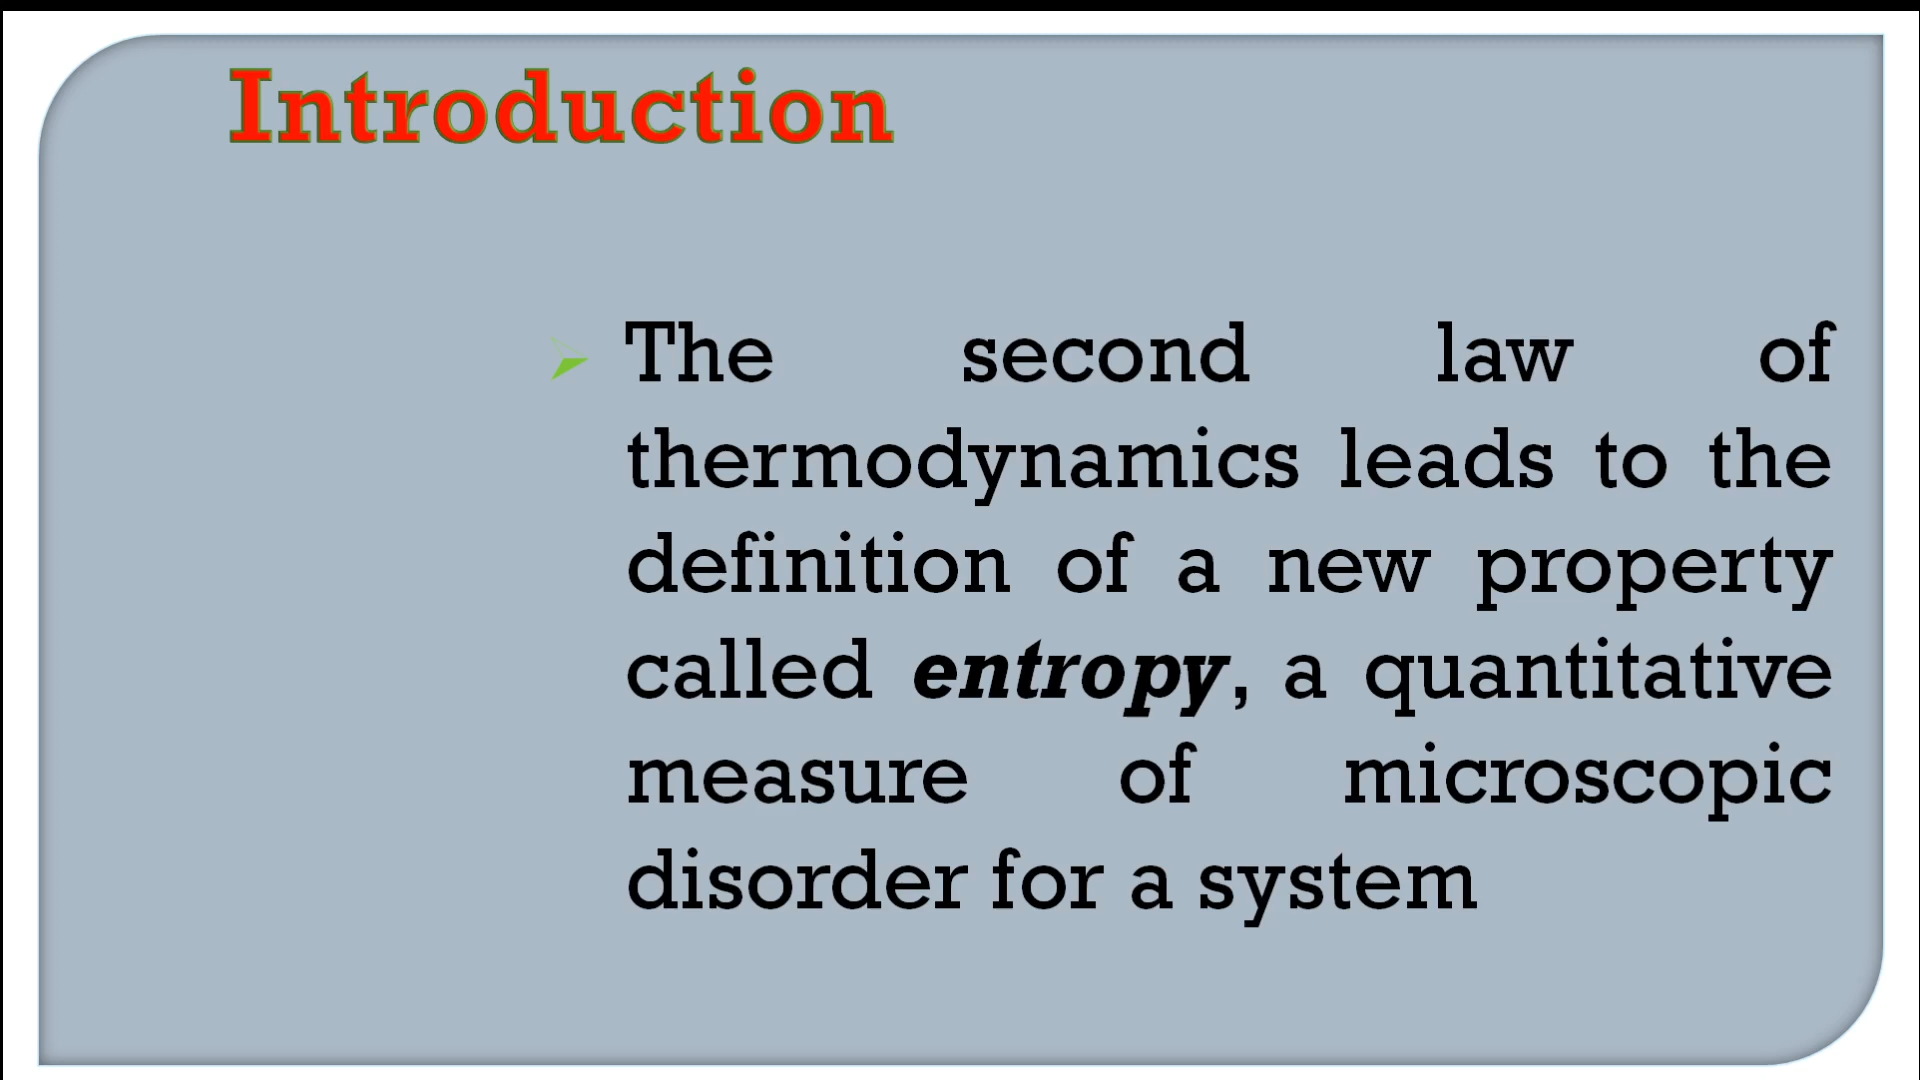 Introduction
The second law of
thermodynamics leads to the
definition of a new property
called entropy, a quantitative
measure of microscopic
disorder for a system